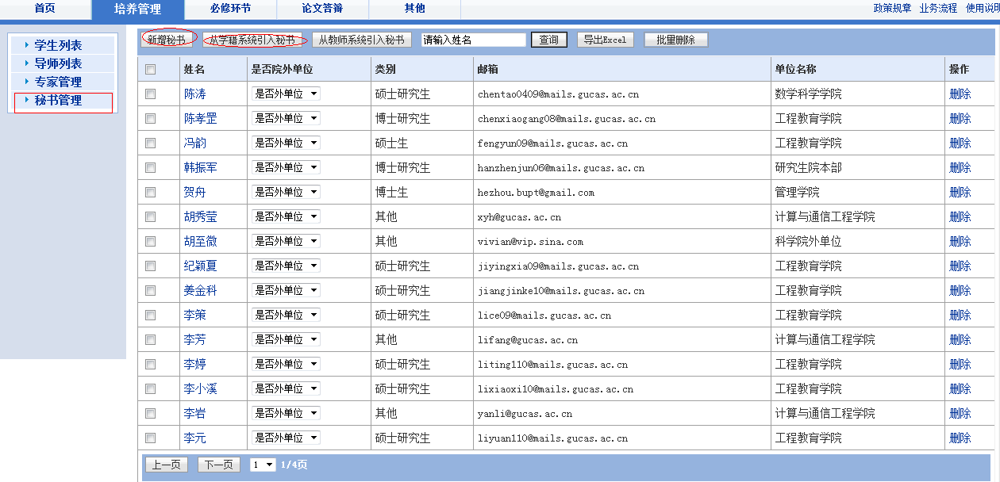 首页 培养管理 必修环节 论文答辩 其他 政策规章 业务流程 使用说明
学生列表
导师列表
专家管理
秘书管理
新增秘书 从学籍系统引入秘书 从教师系统引入秘书 请输入姓名 查询 导出Excel 批量删除
姓名 是否院外单位 类别 邮箱 单位名称 操作
陈涛 是否外单位 硕士研究生 chentao0409@mails.gucas.ac.cn 数学科学学院 删除
陈孝罡 是否外单位 博士研究生 chenxiaogang08@mails.gucas.ac.cn 工程教育学院 删除
冯韵 是否外单位 硕士生 fengyun09@mails.gucas.ac.cn 工程教育学院 删除
韩振军 是否外单位 博士研究生 hanzhenjun06@mails.gucas.ac.cn 研究生院本部 删除
贺舟 是否外单位 博士生 hezhou.bupt@gmail.com 管理学院 删除
胡秀莹 是否外单位 其他 xyh@gucas.ac.cn 计算与通信工程学院 删除
胡至微 是否外单位 其他 vivian@vip.sina.com 科学院外单位 删除
纪颖夏 是否外单位 硕士研究生 jiyingxia09@mails.gucas.ac.cn 工程教育学院 删除
姜金科 是否外单位 硕士研究生 jiangjinke10@mails.gucas.ac.cn 工程教育学院 删除
李策 是否外单位 硕士研究生 lice09@mails.gucas.ac.cn 工程教育学院 删除
李芳 是否外单位 其他 lifang@gucas.ac.cn 计算与通信工程学院 删除
李婷 是否外单位 硕士研究生 liting110@mails.gucas.ac.cn 工程教育学院 删除
李小溪 是否外单位 硕士研究生 lixiaoxi10@mails.gucas.ac.cn 工程教育学院 删除
李岩 是否外单位 其他 yanli@gucas.ac.cn 计算与通信工程学院 删除
李元 是否外单位 硕士研究生 liyuan110@mails.gucas.ac.cn 工程教育学院 删除
上一页 下一页 1 1/4页